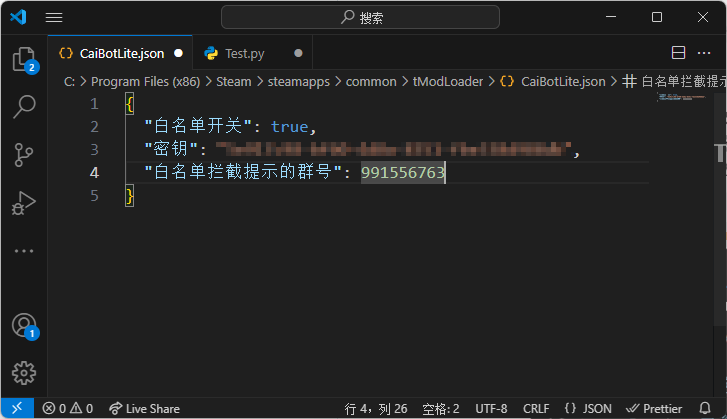 搜索
CaiBotLite.json
Test.py
C: > Program Files (x86) > Steam > steamapps > common > tModLoader > CaiBotLite.json > 白名单拦截提示
1 {
2 "白名单开关": true,
3 "密钥": "",
4 "白名单拦截提示的群号": 991556763
5 }
2
1
0 0 Live Share 行 4，列 26 空格: 2 UTF-8 CRLF {} JSON Prettier